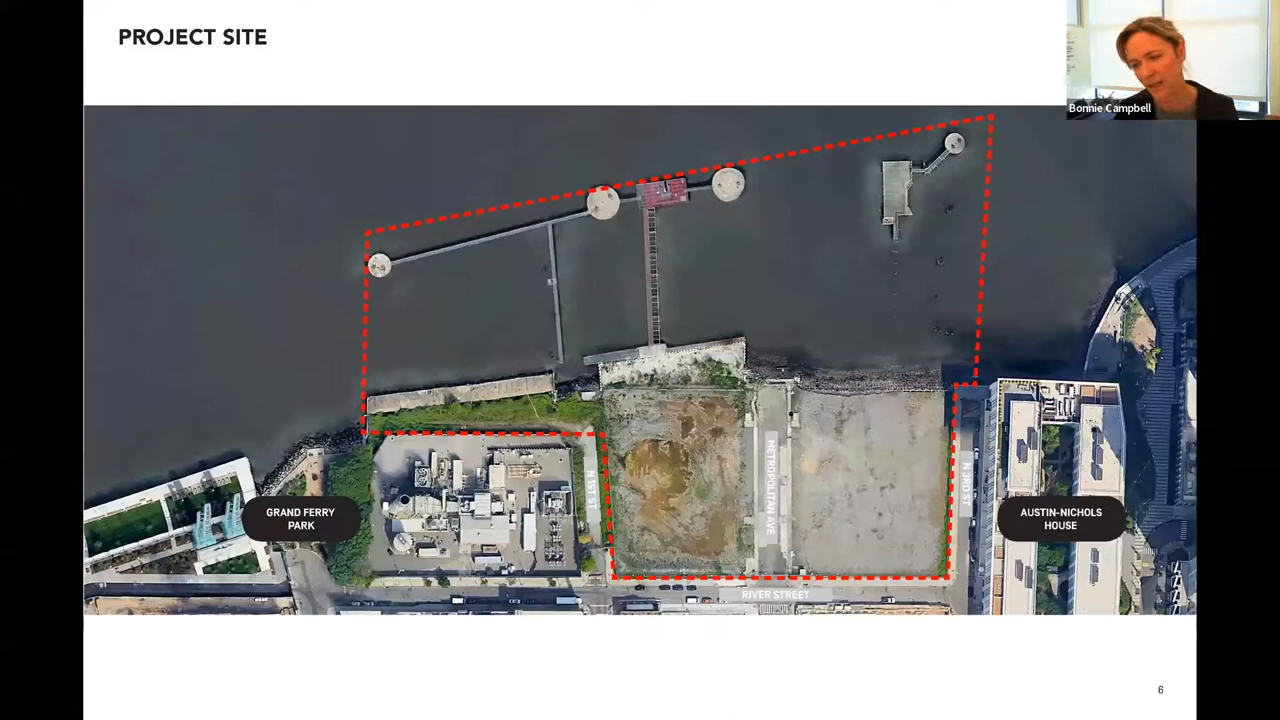 PROJECT SITE
Bonnie Campbell
GRAND FERRY
PARK
N 1ST ST
METROPOLITAN AVE
N 3RD ST
AUSTIN-NICHOLS
HOUSE
RIVER STREET
6